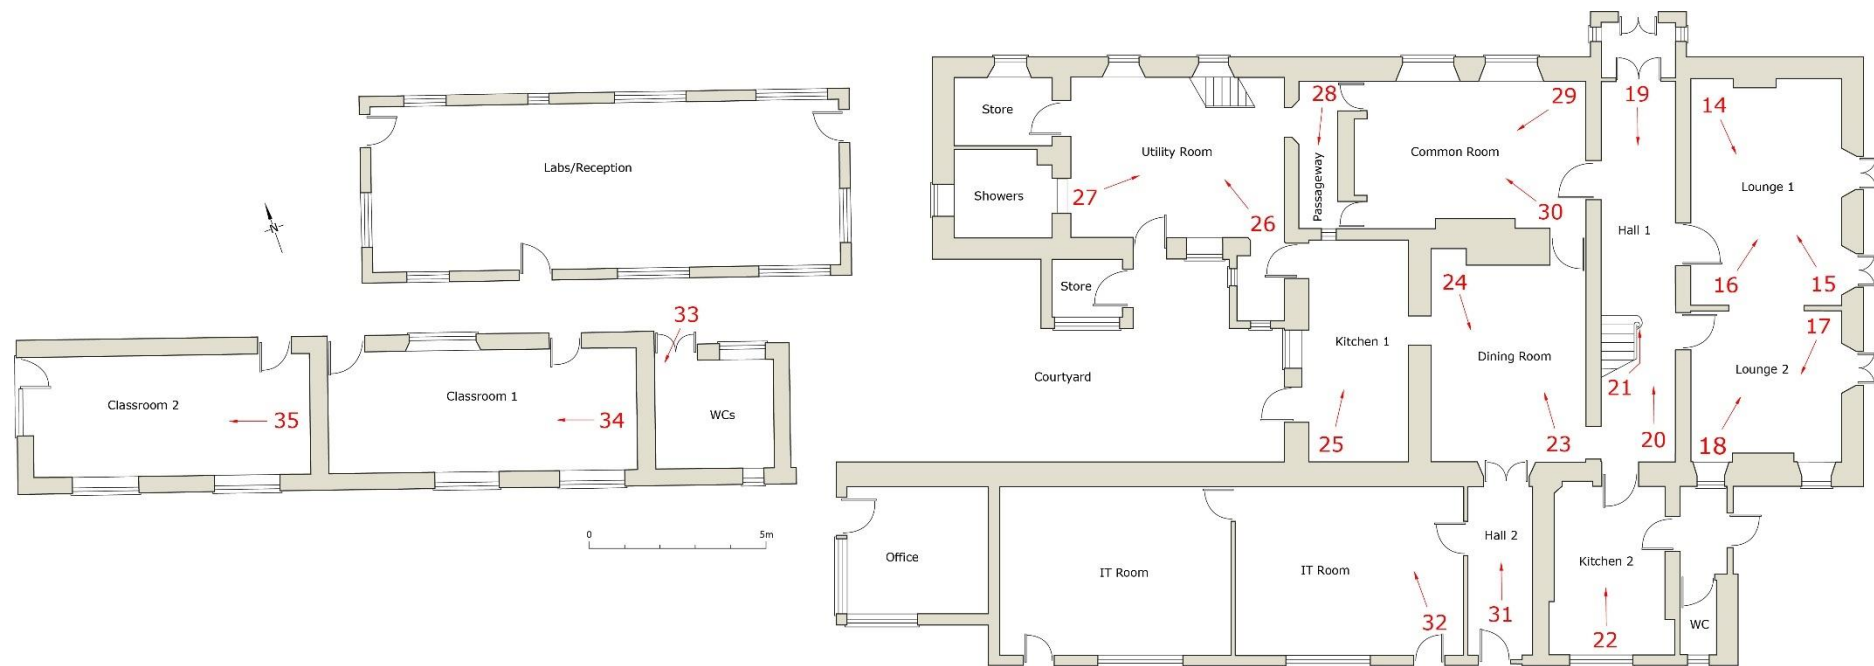 19
28
29
14
Store
Utility Room
Common Room
Labs/Reception
Passageway
Lounge 1
27
Showers
30
26
Hall 1
N
24
16
15
Store
33
17
Kitchen 1
Dining Room
Lounge 2
Courtyard
21
Classroom 2
Classroom 1
WCs
35
34
25
23
20
18
0
5m
Office
IT Room
IT Room
Hall 2
Kitchen 2
32
31
22
WC